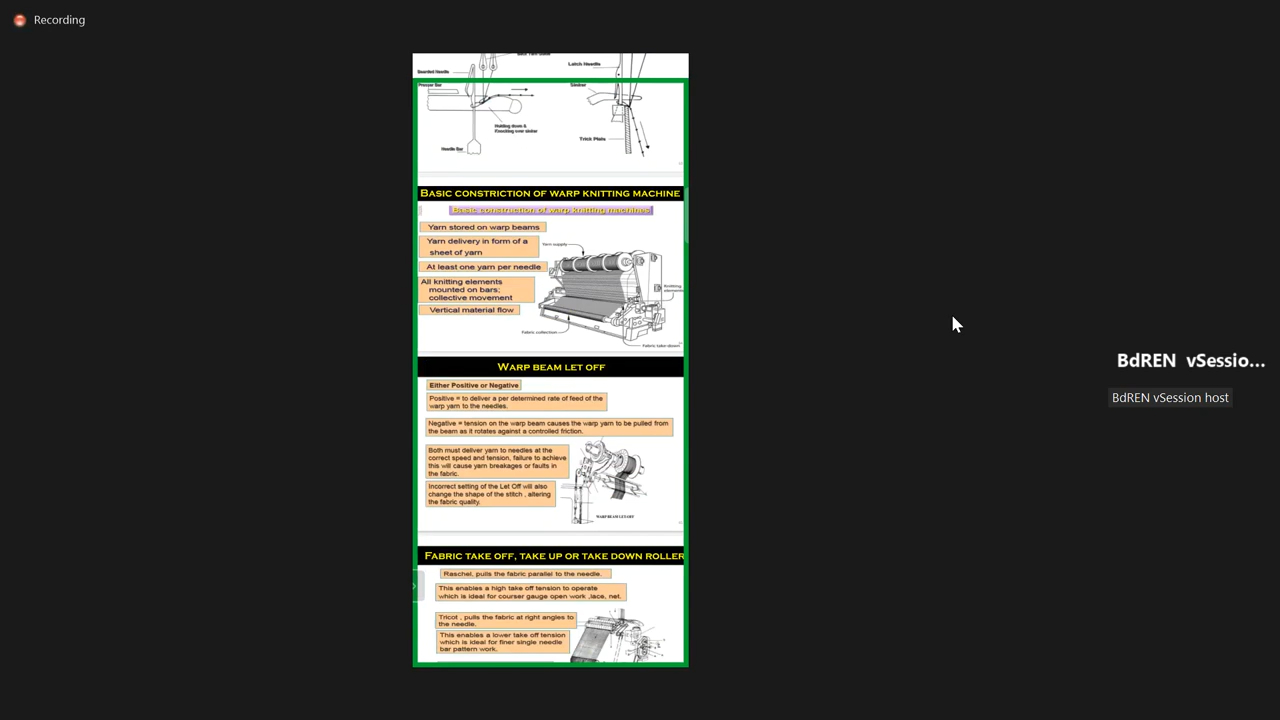 Recording
Bearded Needle
Latch Needle
Presser Bar
Sinker
Holding down &
Knocking over sinker
Trick Plate
Needle Bar
BASIC CONSTRICTION OF WARP KNITTING MACHINE
Basic construction of warp knitting machines
Yarn stored on warp beams
Yarn delivery in form of a
sheet of yarn
At least one yarn per needle
All knitting elements
mounted on bars;
collective movement
Vertical material flow
Yarn supply
Knitting
elements
Fabric collection
Fabric take-down
WARP BEAM LET OFF
Either Positive or Negative
Positive = to deliver a per determined rate of feed of the
warp yarn to the needles.
Negative = tension on the warp beam causes the warp yarn to be pulled from
the beam as it rotates against a controlled friction.
Both must deliver yarn to needles at the
correct speed and tension, failure to achieve
this will cause yarn breakages or faults in
the fabric.
Incorrect setting of the Let Off will also
change the shape of the stitch , altering
the fabric quality.
WARP BEAM LET OFF
FABRIC TAKE OFF, TAKE UP OR TAKE DOWN ROLLER
Raschel, pulls the fabric parallel to the needle.
This enables a high take off tension to operate
which is ideal for courser gauge open work ,lace, net.
Tricot , pulls the fabric at right angles to
the needle.
This enables a lower take off tension
which is ideal for finer single needle
bar pattern work.
BdREN vSessio...
BdREN vSession host